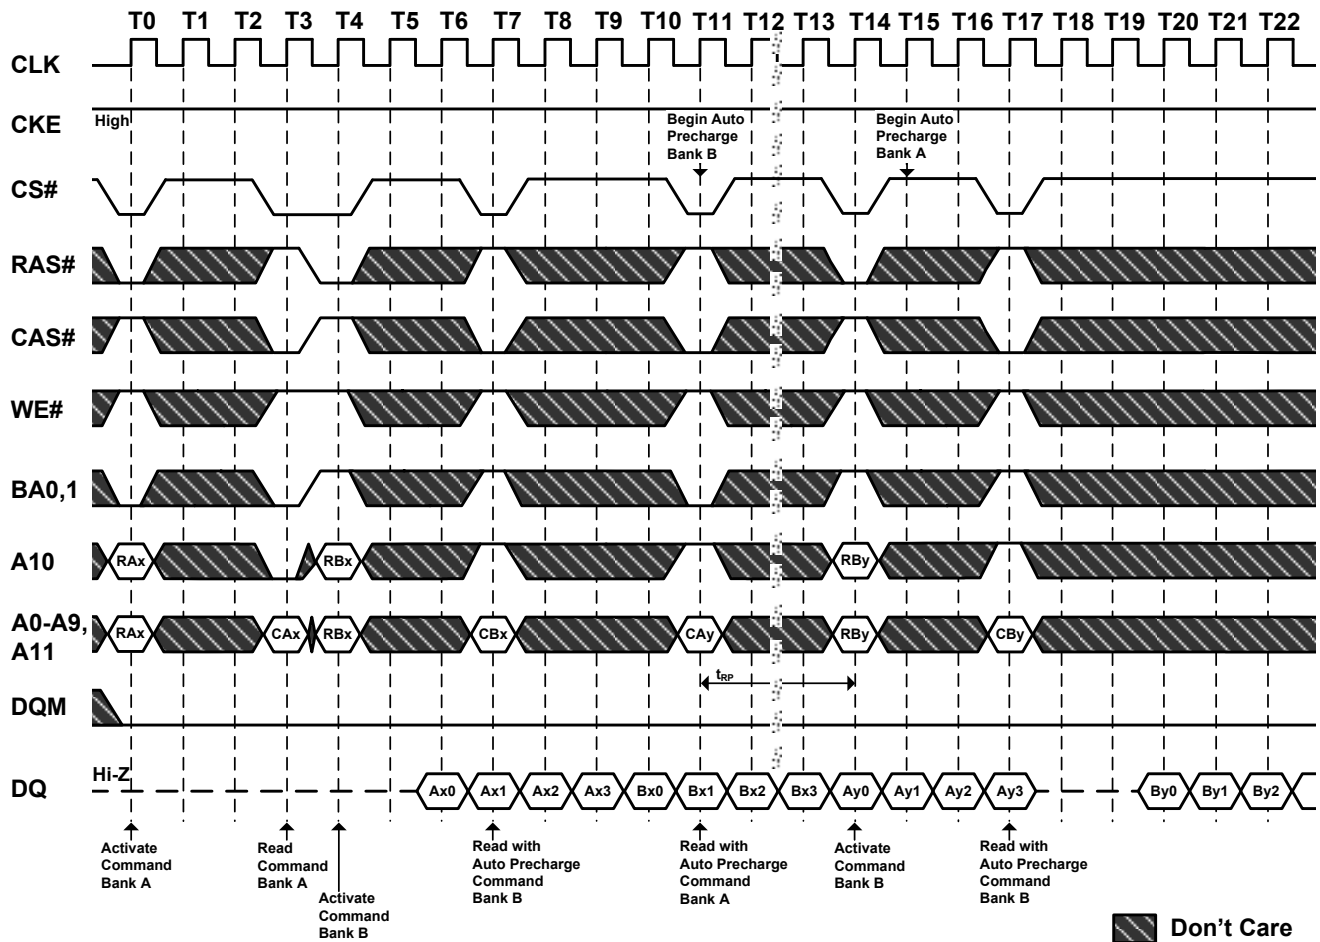 T0 T1 T2 T3 T4 T5 T6 T7 T8 T9 T10 T11 T12 T13 T14 T15 T16 T17 T18 T19 T20 T21 T22
CLK
CKE
High
Begin Auto
Precharge
Bank B
Begin Auto
Precharge
Bank A
CS#
RAS#
CAS#
WE#
BA0,1
A10
RAx RBx RBy
A0-A9,
A11
RAx CAx RBx CBx CAy RBy CBy
tRP
DQM
Hi-Z
DQ
Ax0 Ax1 Ax2 Ax3 Bx0 Bx1 Bx2 Bx3 Ay0 Ay1 Ay2 Ay3 By0 By1 By2
Activate
Command
Bank A
Read
Command
Bank A
Activate
Command
Bank B
Read with
Auto Precharge
Command
Bank B
Read with
Auto Precharge
Command
Bank A
Activate
Command
Bank B
Read with
Auto Precharge
Command
Bank B
Don't Care